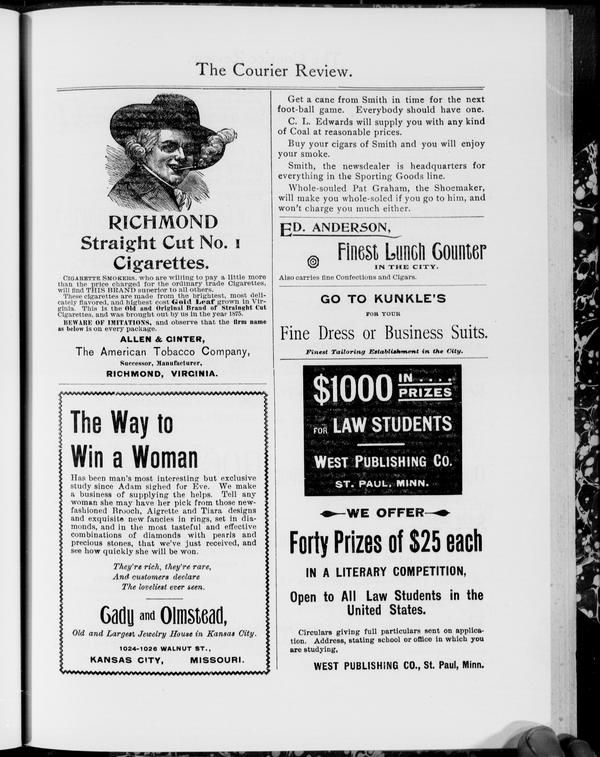 The Courier Review.
RICHMOND
Straight Cut No. 1
Cigarettes.
CIGARETTE SMOKERS, who are willing to pay a little more
than the price charged for the ordinary trade Cigarettes,
will find THIS BRAND superior to all others.
These cigarettes are made from the brightest, most deli-
cately flavored, and highest cost Gold Leaf grown in Vir-
ginia. This is the Old and Original Brand of Straight Cut
Cigarettes, and was brought out by us in the year 1875.
BEWARE OF IMITATIONS, and observe that the firm name
as below is on every package.
ALLEN & GINTER,
The American Tobacco Company,
Successor, Manufacturer,
RICHMOND, VIRGINIA.
The Way to
Win a Woman
Has been man's most interesting but exclusive
study since Adam sighed for Eve. We make
a business of supplying the helps. Tell any
woman she may have her pick from those new-
fashioned Brooch, Aigrette and Tiara designs
and exquisite new fancies in rings, set in dia-
monds, and in the most tasteful and effective
combinations of diamonds with pearls and
precious stones, that we've just received, and
see how quickly she will be won.
They're rich, they're rare,
And customers declare
The loveliest ever seen.
Cady and Olmstead,
Old and Largest Jewelry House in Kansas City.
1024-1026 WALNUT ST.,
KANSAS CITY, MISSOURI.
Get a cane from Smith in time for the next
foot-ball game. Everybody should have one.
C. L. Edwards will supply you with any kind
of Coal at reasonable prices.
Buy your cigars of Smith and you will enjoy
your smoke.
Smith, the newsdealer is headquarters for
everything in the Sporting Goods line.
Whole-souled Pat Graham, the Shoemaker,
will make you whole-soled if you go to him, and
won't charge you much either.
ED. ANDERSON,
Finest Lunch Counter
IN THE CITY.
Also carries fine Confections and Cigars.
GO TO KUNKLE'S
FOR YOUR
Fine Dress or Business Suits.
Finest Tailoring Establishment in the City.
$1000 IN....
PRIZES
FOR LAW STUDENTS
WEST PUBLISHING CO.
ST. PAUL, MINN.
WE OFFER
Forty Prizes of $25 each
IN A LITERARY COMPETITION,
Open to All Law Students in the
United States.
Circulars giving full particulars sent on applica-
tion. Address, stating school or office in which you
are studying,
WEST PUBLISHING CO., St. Paul, Minn.